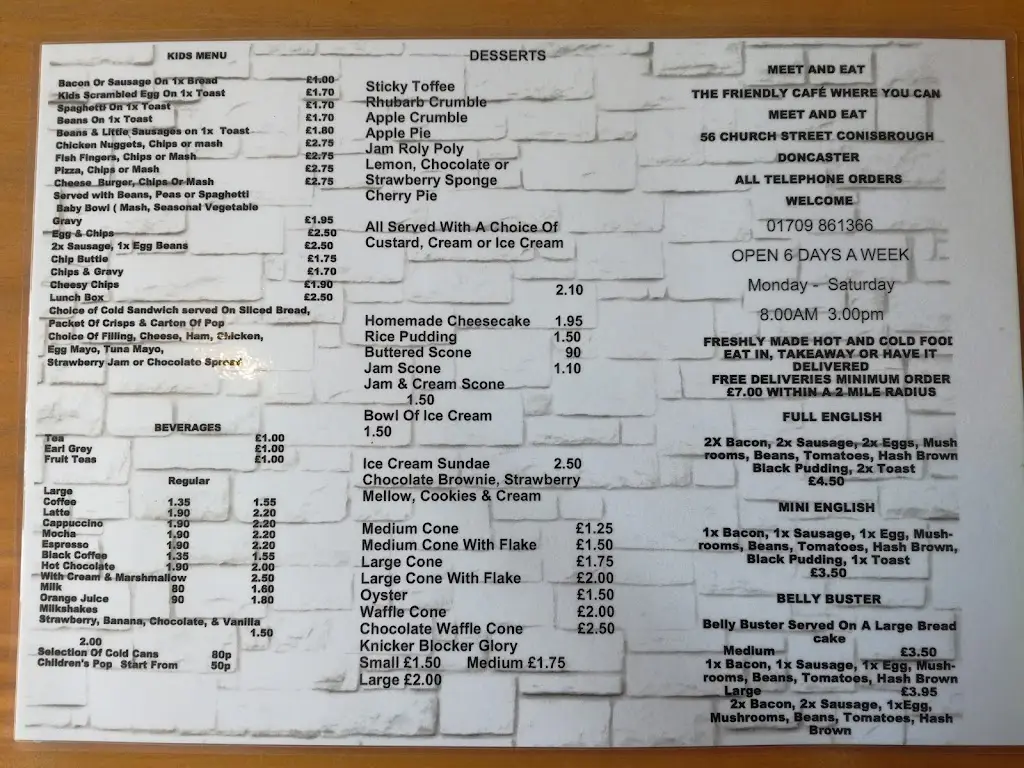 KIDS MENU
Bacon Or Sausage On 1x Bread £1.00
Kids Scrambled Egg On 1x Toast £1.70
Spaghetti On 1x Toast £1.70
Beans On 1x Toast £1.70
Beans & Little Sausages on 1x Toast £1.80
Chicken Nuggets, Chips or mash £2.75
Fish Fingers, Chips or Mash £2.75
Pizza, Chips or Mash £2.75
Cheese Burger, Chips Or Mash £2.75
Served with Beans, Peas or Spaghetti
Baby Bowl ( Mash, Seasonal Vegetable
Gravy £1.95
Egg & Chips £2.50
2x Sausage, 1x Egg Beans £2.50
Chip Buttie £1.75
Chips & Gravy £1.70
Cheesy Chips £1.90
Lunch Box £2.50
Choice of Cold Sandwich served On Sliced Bread,
Packet Of Crisps & Carton Of Pop
Choice Of Filling, Cheese, Ham, Chicken,
Egg Mayo, Tuna Mayo,
Strawberry Jam or Chocolate Spread
BEVERAGES
Tea £1.00
Earl Grey £1.00
Fruit Teas £1.00
Regular
Large
Coffee 1.35 1.55
Latte 1.90 2.20
Cappuccino 1.90 2.20
Mocha 1.90 2.20
Espresso 1.90 2.20
Black Coffee 1.35 1.55
Hot Chocolate 1.90 2.00
With Cream & Marshmallow 2.50
Milk 80 1.60
Orange Juice 90 1.80
Milkshakes
Strawberry, Banana, Chocolate, & Vanilla
1.50
2.00
Selection Of Cold Cans 80p
Children's Pop Start From 50p
DESSERTS
Sticky Toffee
Rhubarb Crumble
Apple Crumble
Apple Pie
Jam Roly Poly
Lemon, Chocolate or
Strawberry Sponge
Cherry Pie
All Served With A Choice Of
Custard, Cream or Ice Cream
2.10
Homemade Cheesecake 1.95
Rice Pudding 1.50
Buttered Scone 90
Jam Scone 1.10
Jam & Cream Scone
1.50
Bowl Of Ice Cream
1.50
Ice Cream Sundae 2.50
Chocolate Brownie, Strawberry
Mellow, Cookies & Cream
Medium Cone £1.25
Medium Cone With Flake £1.50
Large Cone £1.75
Large Cone With Flake £2.00
Oyster £1.50
Waffle Cone £2.00
Chocolate Waffle Cone £2.50
Knicker Blocker Glory
Small £1.50 Medium £1.75
Large £2.00
MEET AND EAT
THE FRIENDLY CAFÉ WHERE YOU CAN
MEET AND EAT
56 CHURCH STREET CONISBROUGH
DONCASTER
ALL TELEPHONE ORDERS
WELCOME
01709 861366
OPEN 6 DAYS A WEEK
Monday - Saturday
8.00AM 3.00pm
FRESHLY MADE HOT AND COLD FOOD
EAT IN, TAKEAWAY OR HAVE IT
DELIVERED
FREE DELIVERIES MINIMUM ORDER
£7.00 WITHIN A 2 MILE RADIUS
FULL ENGLISH
2X Bacon, 2x Sausage, 2x Eggs, Mush
rooms, Beans, Tomatoes, Hash Brown
Black Pudding, 2x Toast
£4.50
MINI ENGLISH
1x Bacon, 1x Sausage, 1x Egg, Mush-
rooms, Beans, Tomatoes, Hash Brown,
Black Pudding, 1x Toast
£3.50
BELLY BUSTER
Belly Buster Served On A Large Bread
cake
Medium £3.50
1x Bacon, 1x Sausage, 1x Egg, Mush-
rooms, Beans, Tomatoes, Hash Brown
Large £3.95
2x Bacon, 2x Sausage, 1xEgg,
Mushrooms, Beans, Tomatoes, Hash
Brown